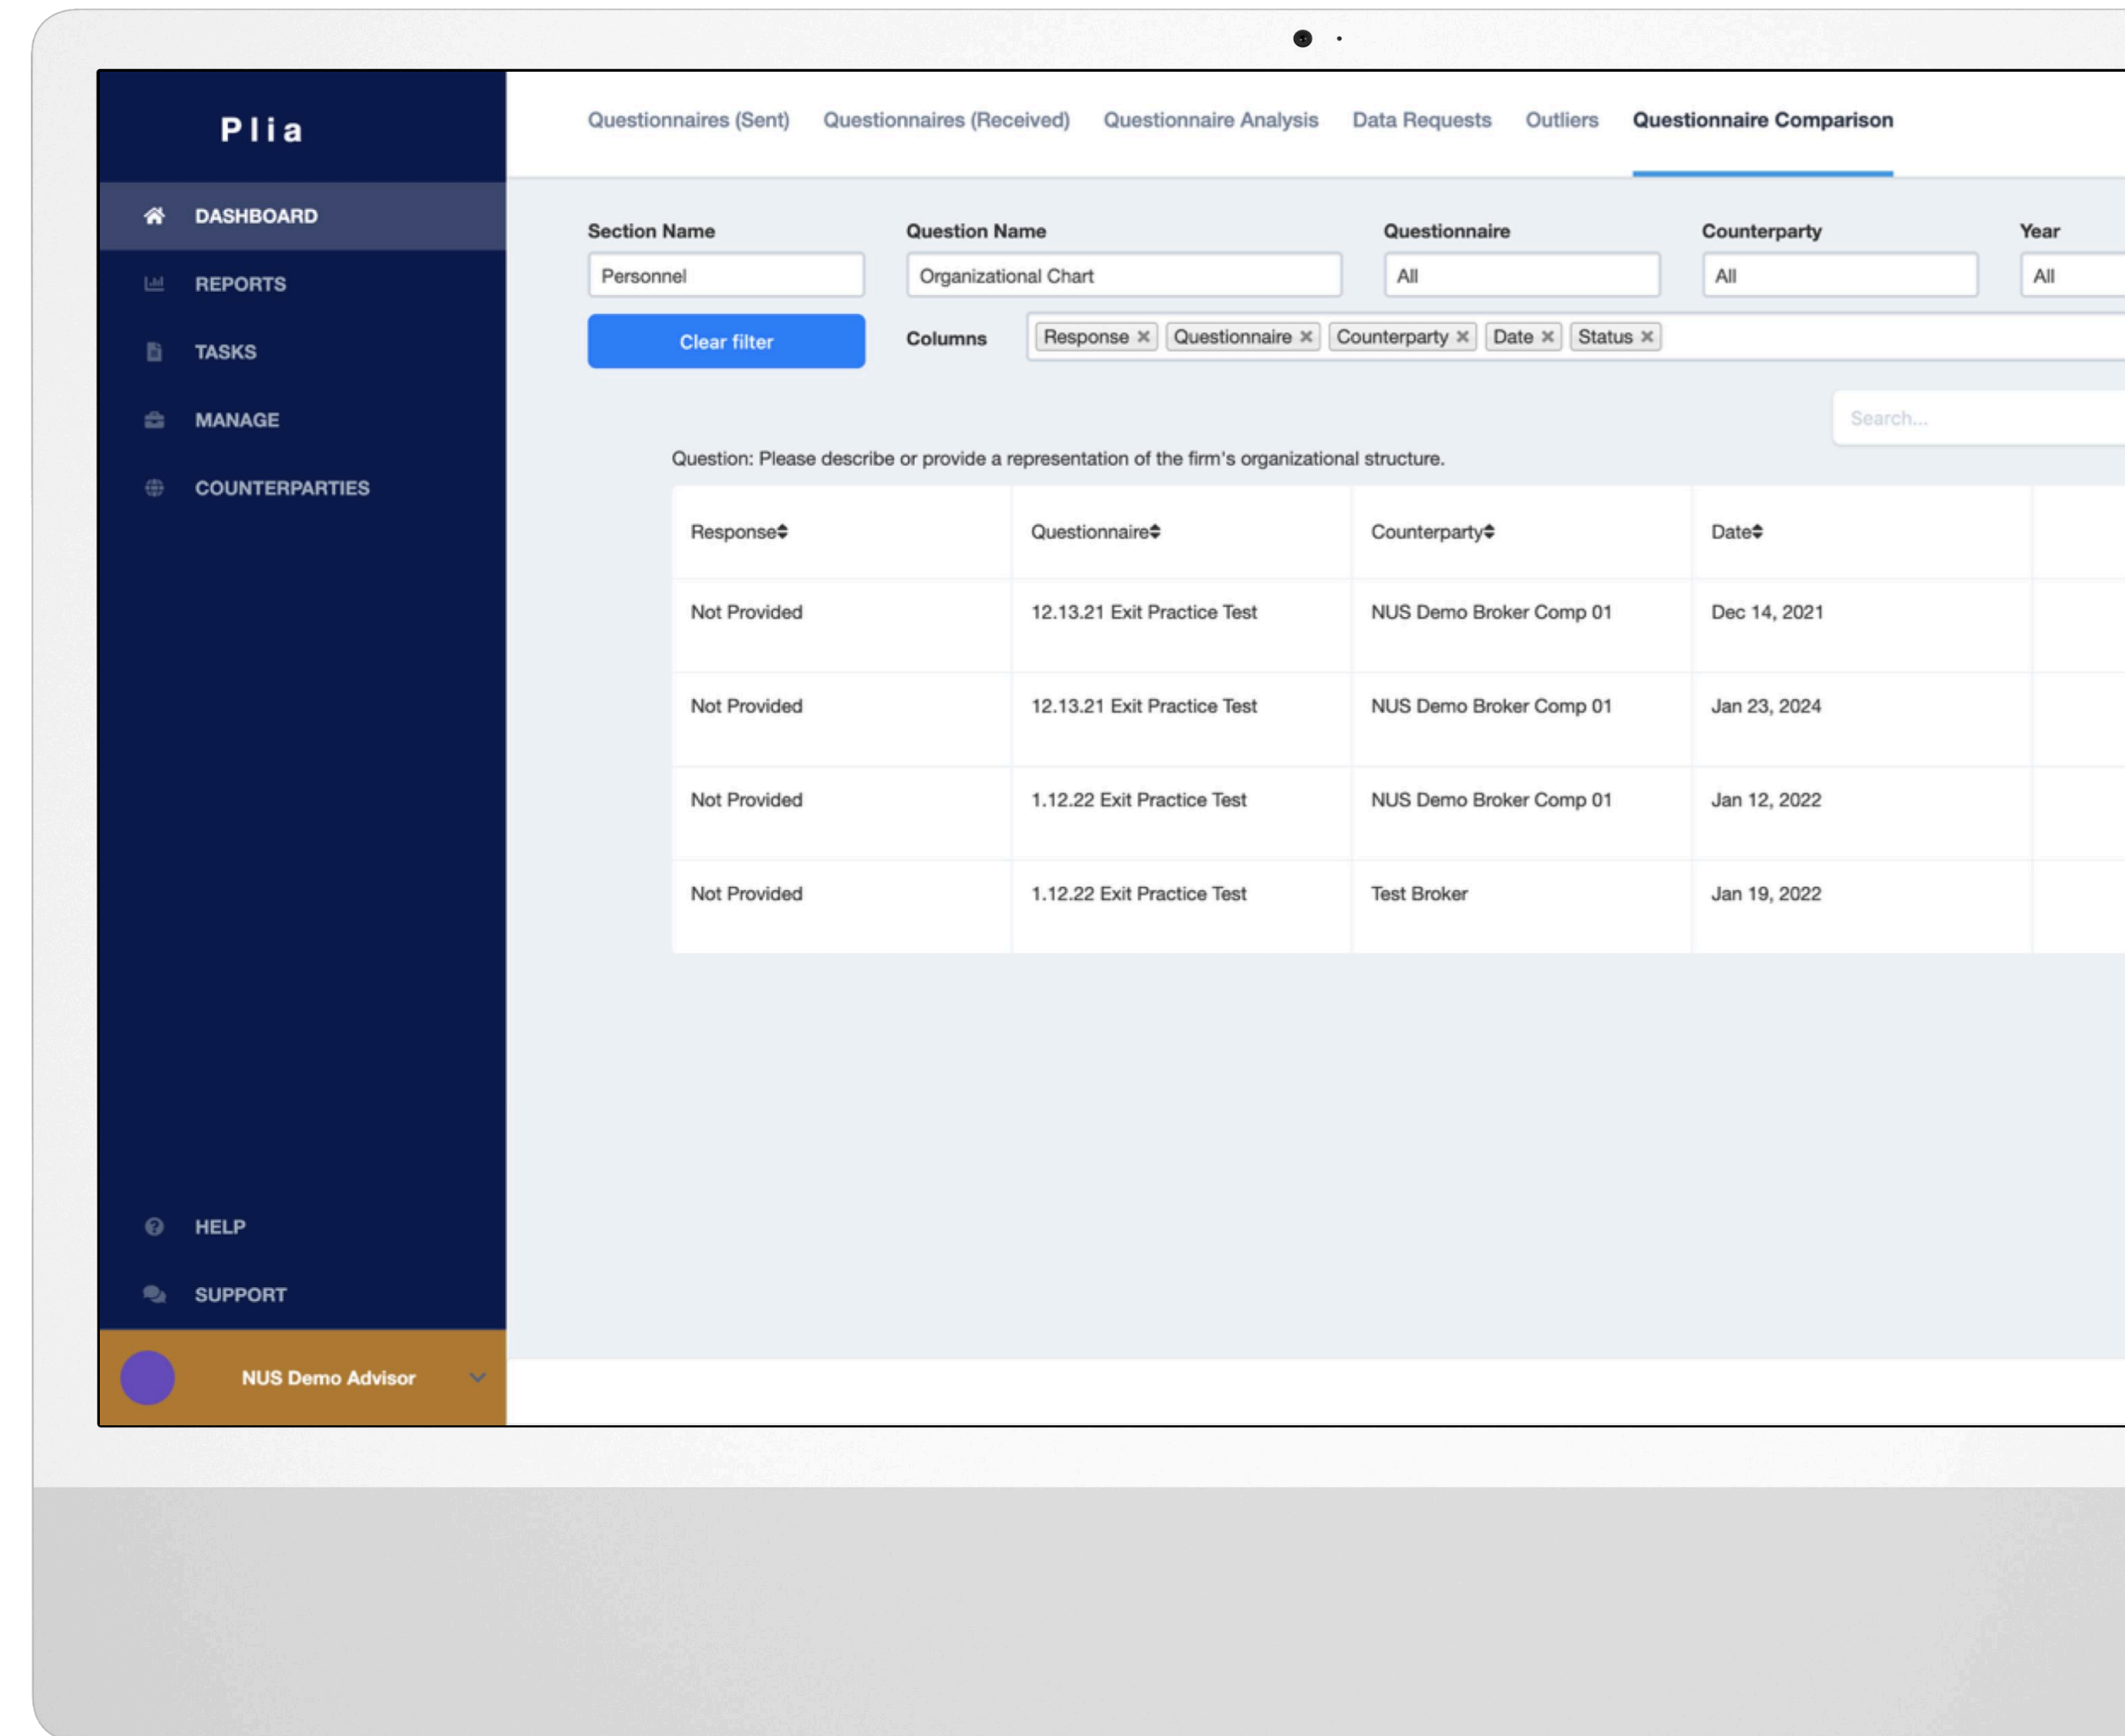 Plia
DASHBOARD
REPORTS
TASKS
MANAGE
COUNTERPARTIES
HELP
SUPPORT
NUS Demo Advisor
Questionnaires (Sent) Questionnaires (Received) Questionnaire Analysis Data Requests Outliers Questionnaire Comparison
Section Name Question Name Questionnaire Counterparty Year
Personnel Organizational Chart All All All
Clear filter Columns Response × Questionnaire × Counterparty × Date × Status ×
Search...
Question: Please describe or provide a representation of the firm's organizational structure.
Response Questionnaire Counterparty Date
Not Provided 12.13.21 Exit Practice Test NUS Demo Broker Comp 01 Dec 14, 2021
Not Provided 12.13.21 Exit Practice Test NUS Demo Broker Comp 01 Jan 23, 2024
Not Provided 1.12.22 Exit Practice Test NUS Demo Broker Comp 01 Jan 12, 2022
Not Provided 1.12.22 Exit Practice Test Test Broker Jan 19, 2022